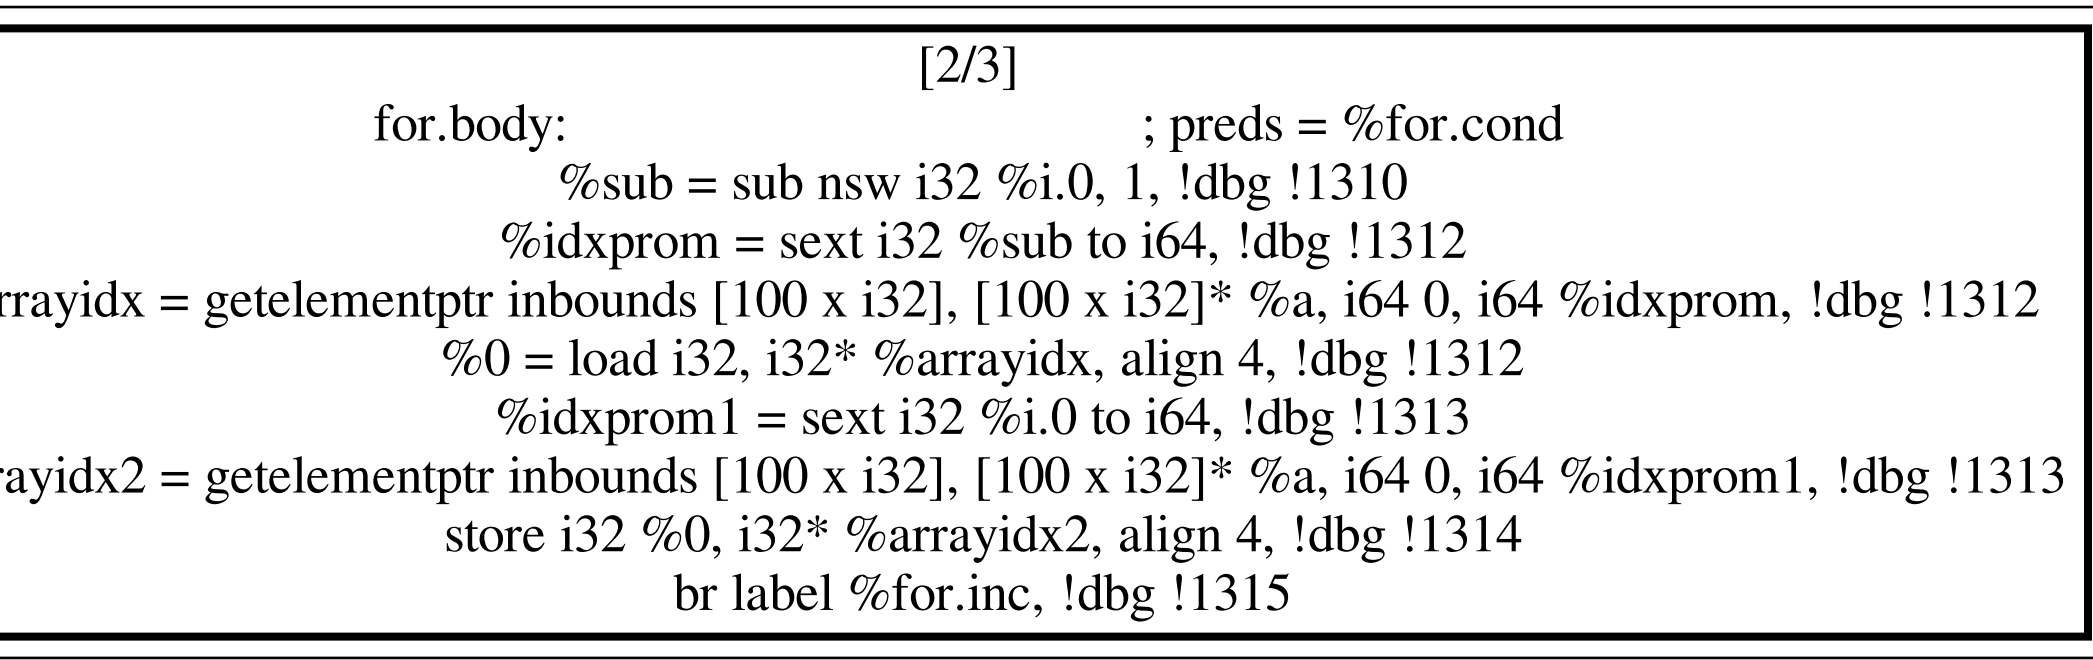 [2/3]
for.body: ; preds = %for.cond
%sub = sub nsw i32 %i.0, 1, !dbg !1310
%idxprom = sext i32 %sub to i64, !dbg !1312
rrayidx = getelementptr inbounds [100 x i32], [100 x i32]* %a, i64 0, i64 %idxprom, !dbg !1312
%0 = load i32, i32* %arrayidx, align 4, !dbg !1312
%idxprom1 = sext i32 %i.0 to i64, !dbg !1313
rayidx2 = getelementptr inbounds [100 x i32], [100 x i32]* %a, i64 0, i64 %idxprom1, !dbg !1313
store i32 %0, i32* %arrayidx2, align 4, !dbg !1314
br label %for.inc, !dbg !1315